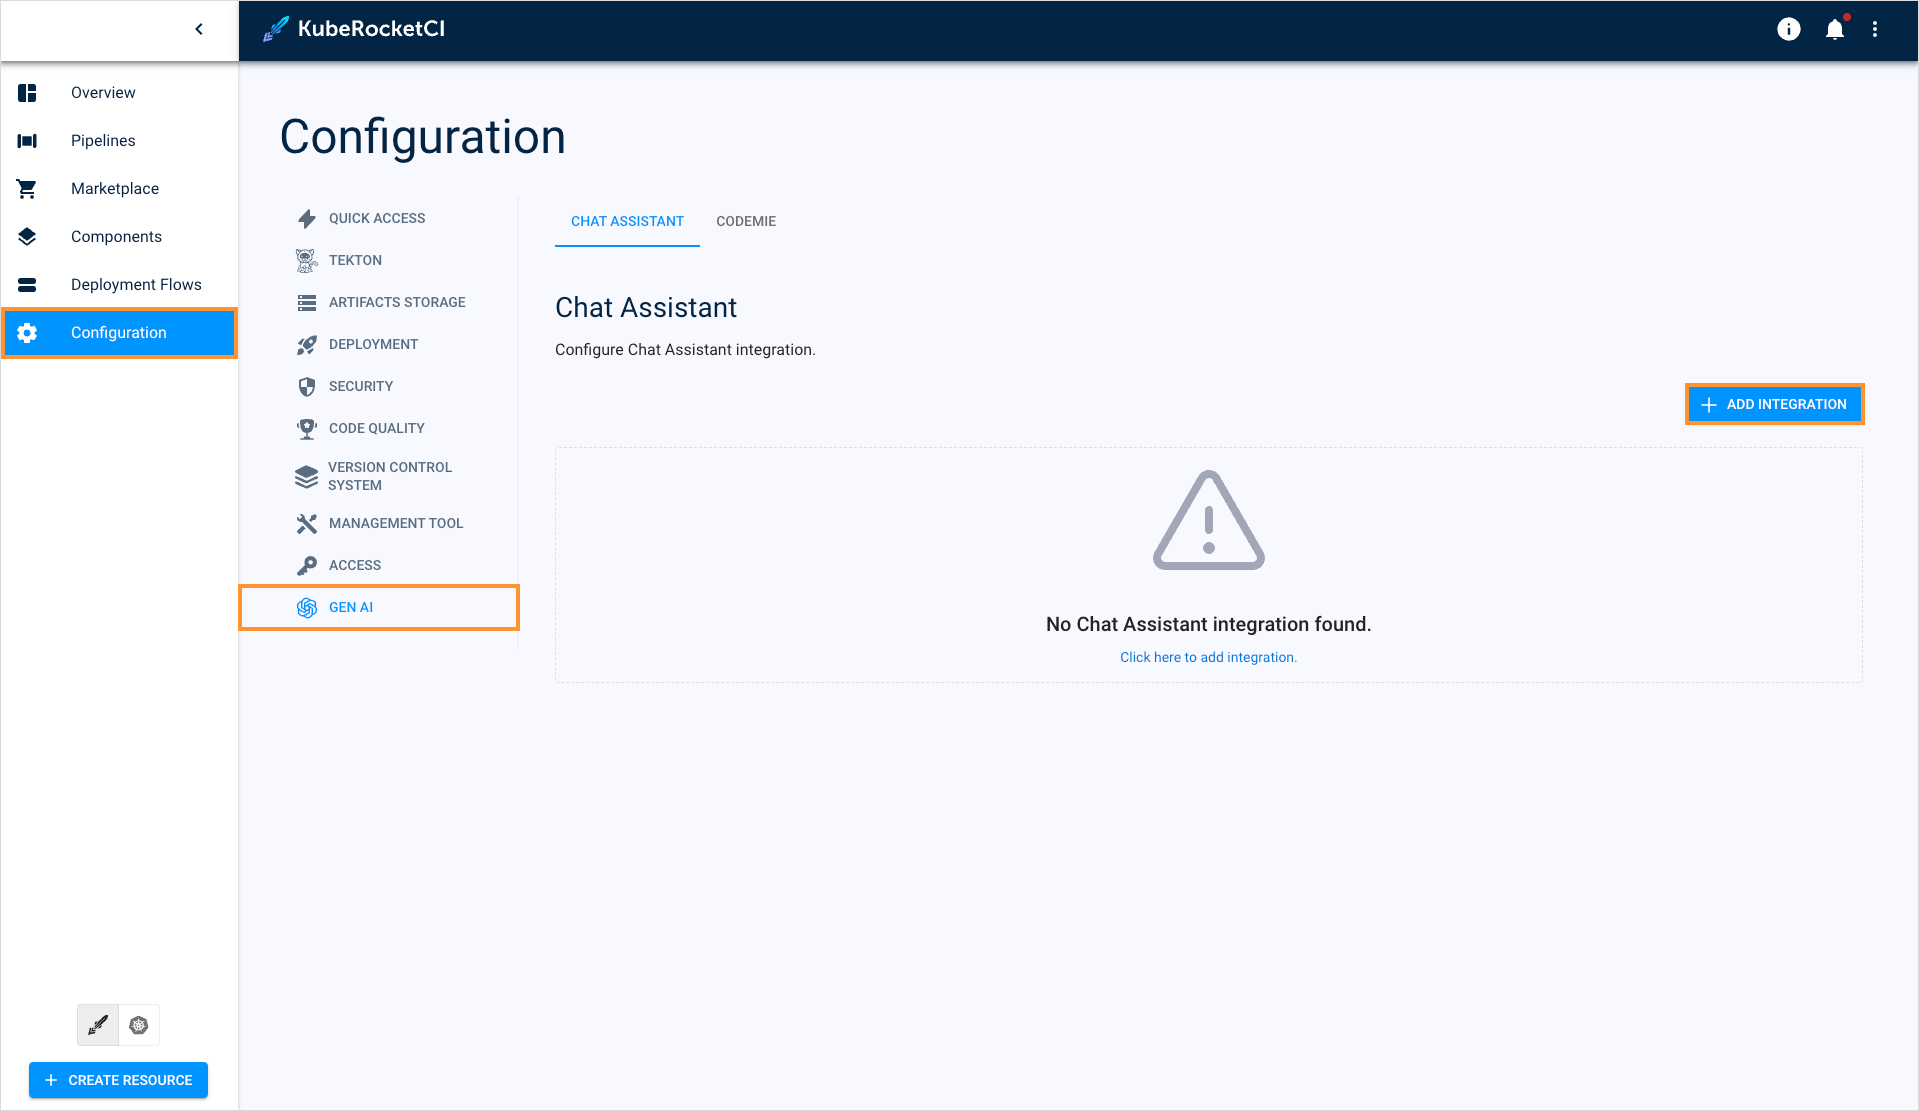 KubeRocketCI
Overview
Pipelines
Marketplace
Components
Deployment Flows
Configuration
CREATE RESOURCE
Configuration
QUICK ACCESS
TEKTON
ARTIFACTS STORAGE
DEPLOYMENT
SECURITY
CODE QUALITY
VERSION CONTROL
SYSTEM
MANAGEMENT TOOL
ACCESS
GEN AI
CHAT ASSISTANT
CODEMIE
Chat Assistant
Configure Chat Assistant integration.
ADD INTEGRATION
No Chat Assistant integration found.
Click here to add integration.